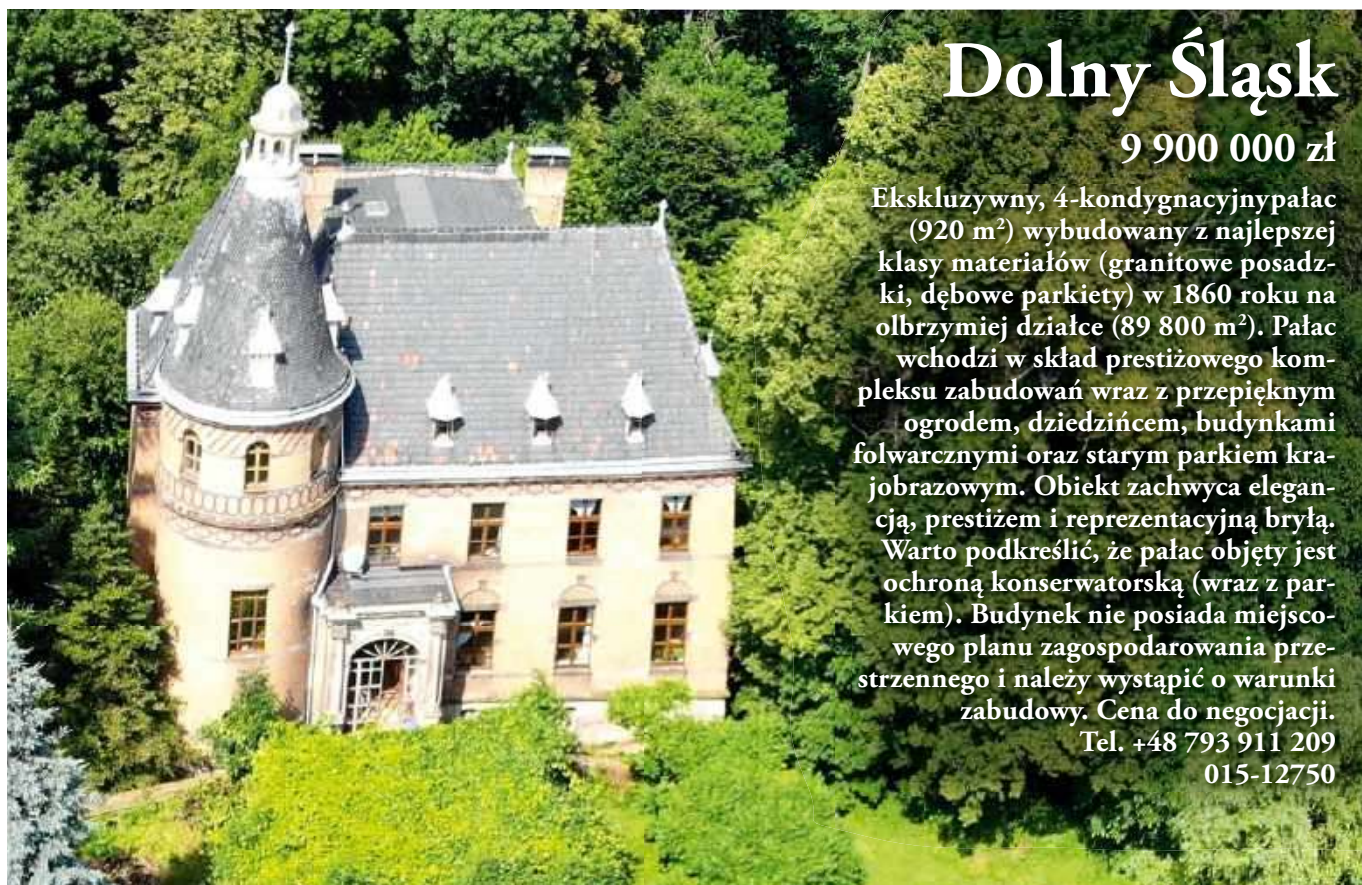 Dolny Śląsk
9 900 000 zł
Ekskluzywny, 4-kondygnacyjnypałac
(920 m²) wybudowany z najlepszej
klasy materiałów (granitowe posadz-
ki, dębowe parkiety) w 1860 roku na
olbrzymiej działce (89 800 m²). Pałac
wchodzi w skład prestiżowego kom-
pleksu zabudowań wraz z przepięknym
ogrodem, dziedzińcem, budynkami
folwarcznymi oraz starym parkiem kra-
jobrazowym. Obiekt zachwyca elegan-
cją, prestiżem i reprezentacyjną bryłą.
Warto podkreślić, że pałac objęty jest
ochroną konserwatorską (wraz z par-
kiem). Budynek nie posiada miejsco-
wego planu zagospodarowania prze-
strzennego i należy wystąpić o warunki
zabudowy. Cena do negocjacji.
Tel. +48 793 911 209
015-12750